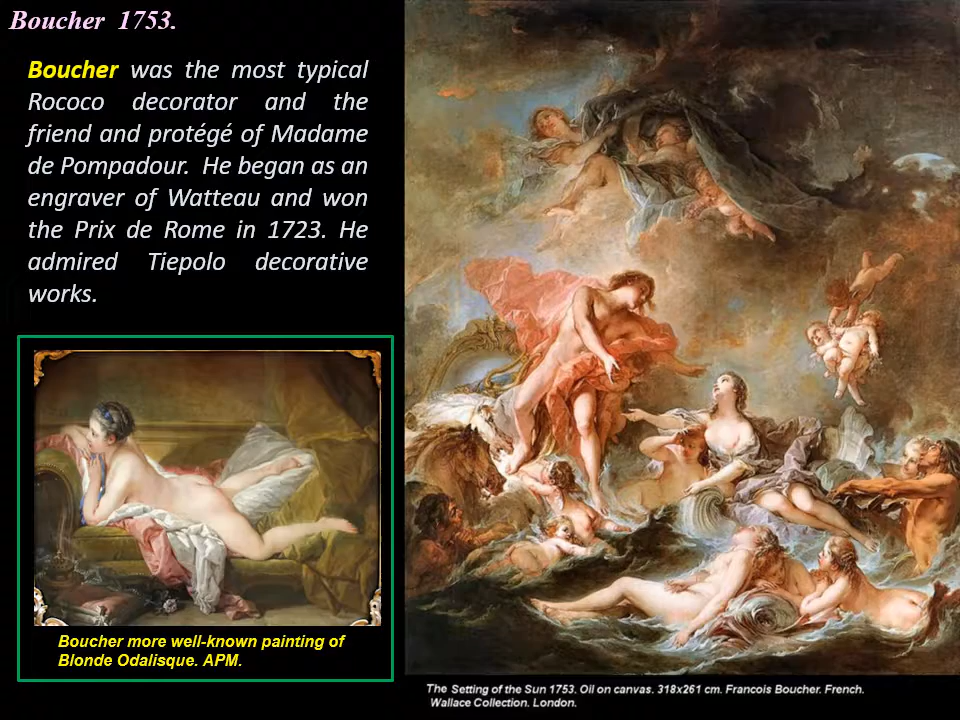 Boucher 1753.
Boucher was the most typical
Rococo decorator and the
friend and protégé of Madame
de Pompadour. He began as an
engraver of Watteau and won
the Prix de Rome in 1723. He
admired Tiepolo decorative
works.
Boucher more well-known painting of
Blonde Odalisque. APM.
The Setting of the Sun 1753. Oil on canvas. 318x261 cm. Francois Boucher. French.
Wallace Collection. London.